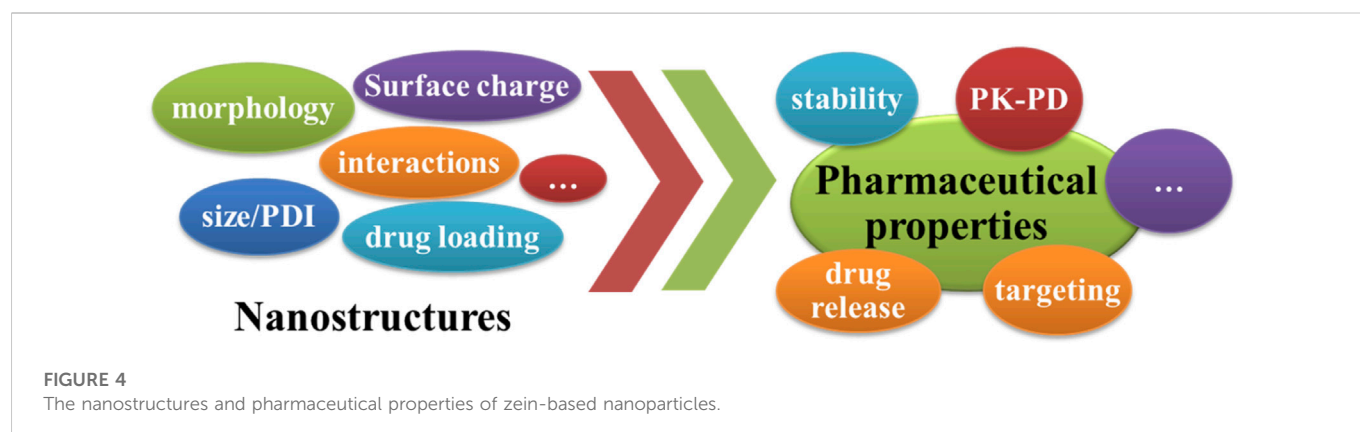 morphology
Surface charge
interactions
...
size/PDI
drug loading
Nanostructures
stability
PK-PD
Pharmaceutical
properties
...
drug
release
targeting
FIGURE 4
The nanostructures and pharmaceutical properties of zein-based nanoparticles.